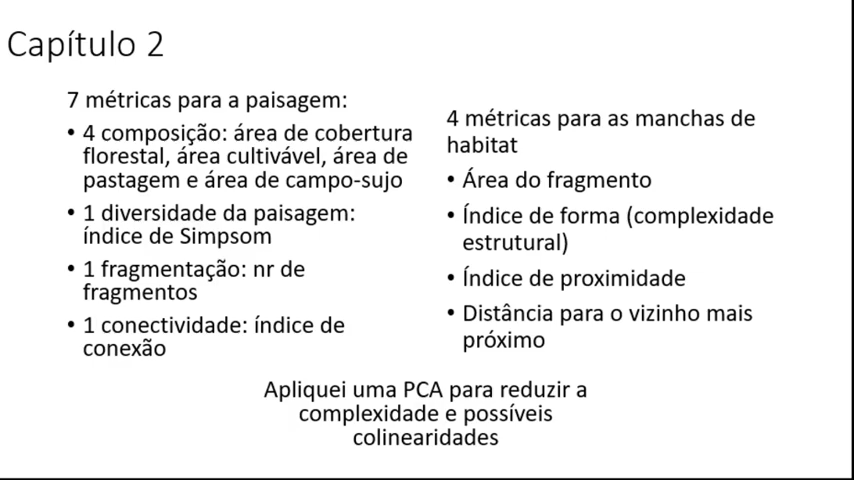 Capítulo 2
7 métricas para a paisagem:
• 4 composição: área de cobertura
florestal, área cultivável, área de
pastagem e área de campo-sujo
• 1 diversidade da paisagem:
índice de Simpsom
• 1 fragmentação: nr de
fragmentos
• 1 conectividade: índice de
conexão
4 métricas para as manchas de
habitat
• Área do fragmento
• Índice de forma (complexidade
estrutural)
• Índice de proximidade
• Distância para o vizinho mais
próximo
Apliquei uma PCA para reduzir a
complexidade e possíveis
colinearidades